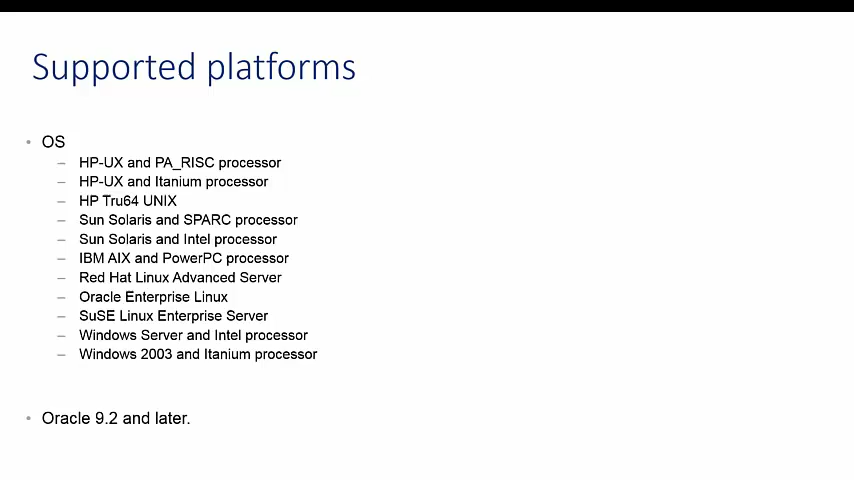 Supported platforms
• OS
– HP-UX and PA_RISC processor
– HP-UX and Itanium processor
– HP Tru64 UNIX
– Sun Solaris and SPARC processor
– Sun Solaris and Intel processor
– IBM AIX and PowerPC processor
– Red Hat Linux Advanced Server
– Oracle Enterprise Linux
– SuSE Linux Enterprise Server
– Windows Server and Intel processor
– Windows 2003 and Itanium processor
• Oracle 9.2 and later.